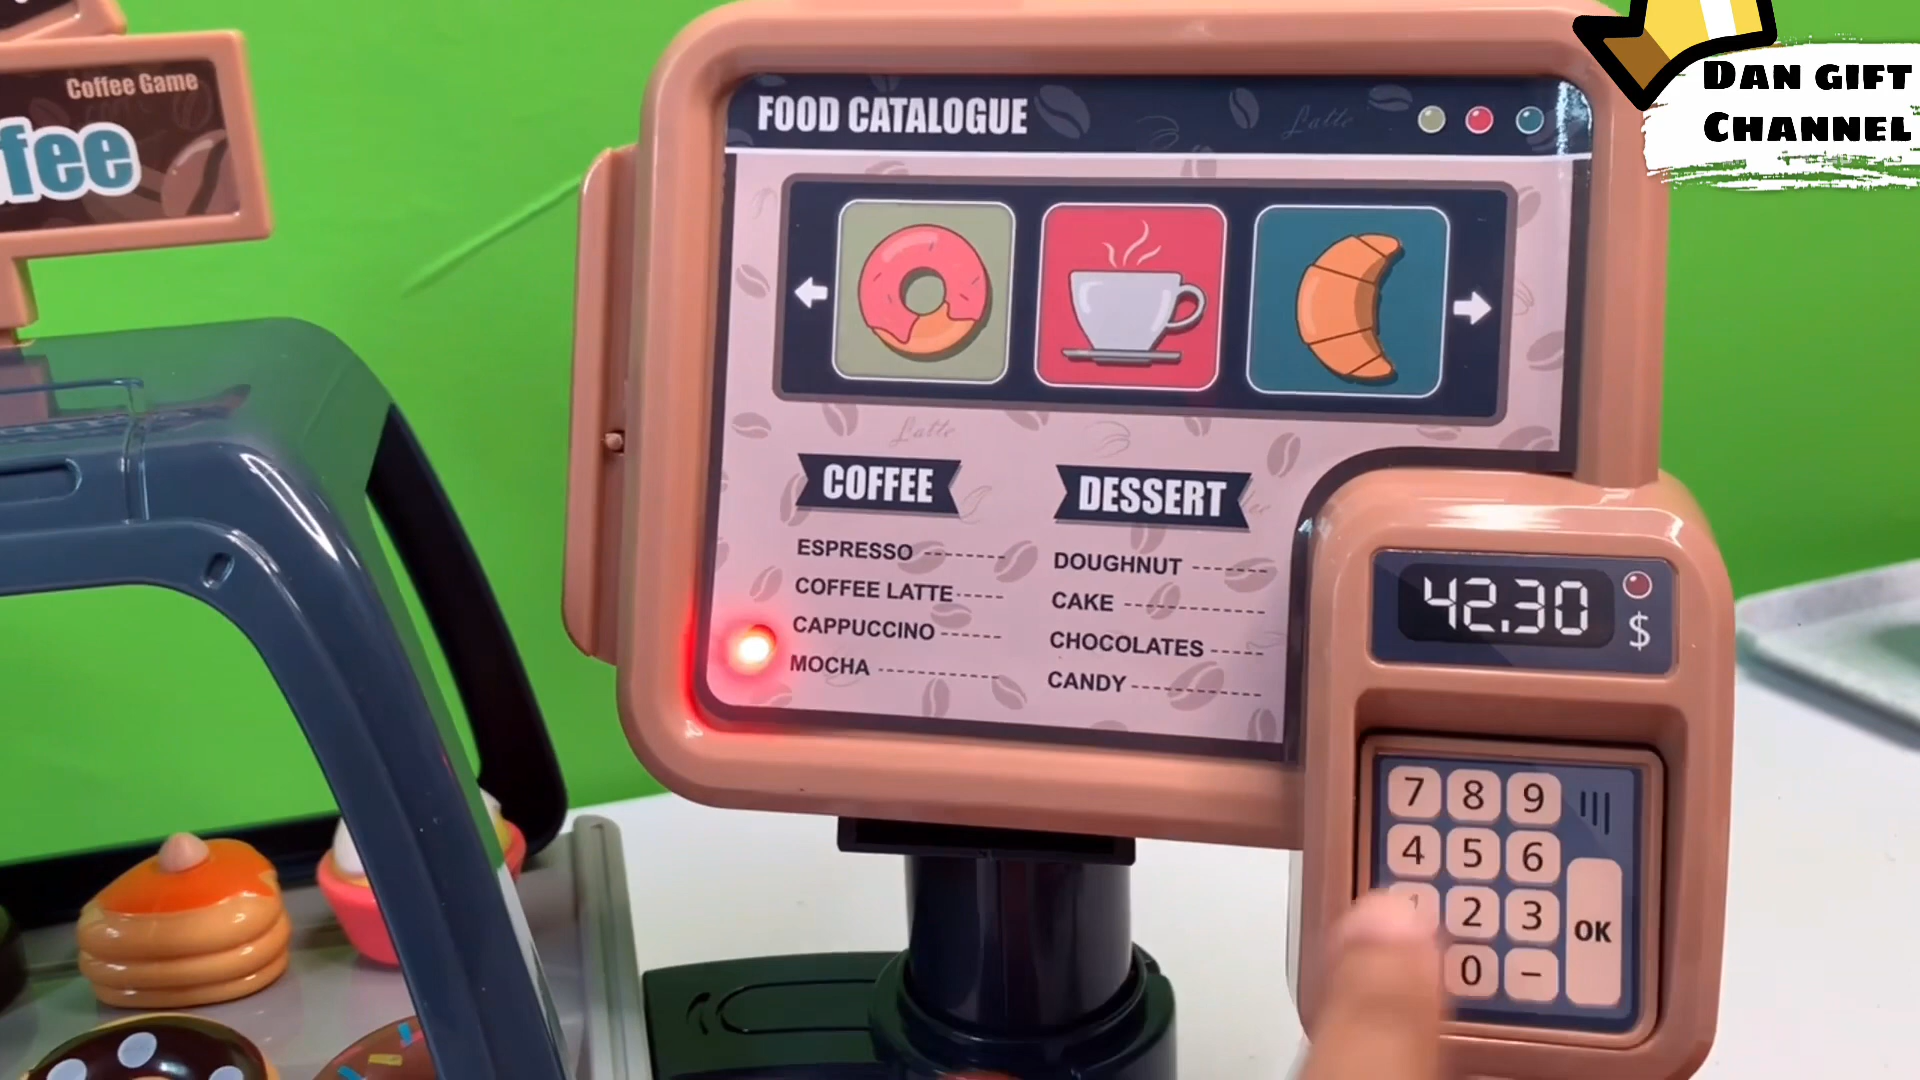 Coffee Game
fee
FOOD CATALOGUE
Latte
DAN GIFT
CHANNEL
Latte
COFFEE
DESSERT
ESPRESSO
COFFEE LATTE
CAPPUCCINO
MOCHA
DOUGHNUT
CAKE
CHOCOLATES
CANDY
42.30
$
7 8 9
4 5 6
1 2 3
0 –
OK